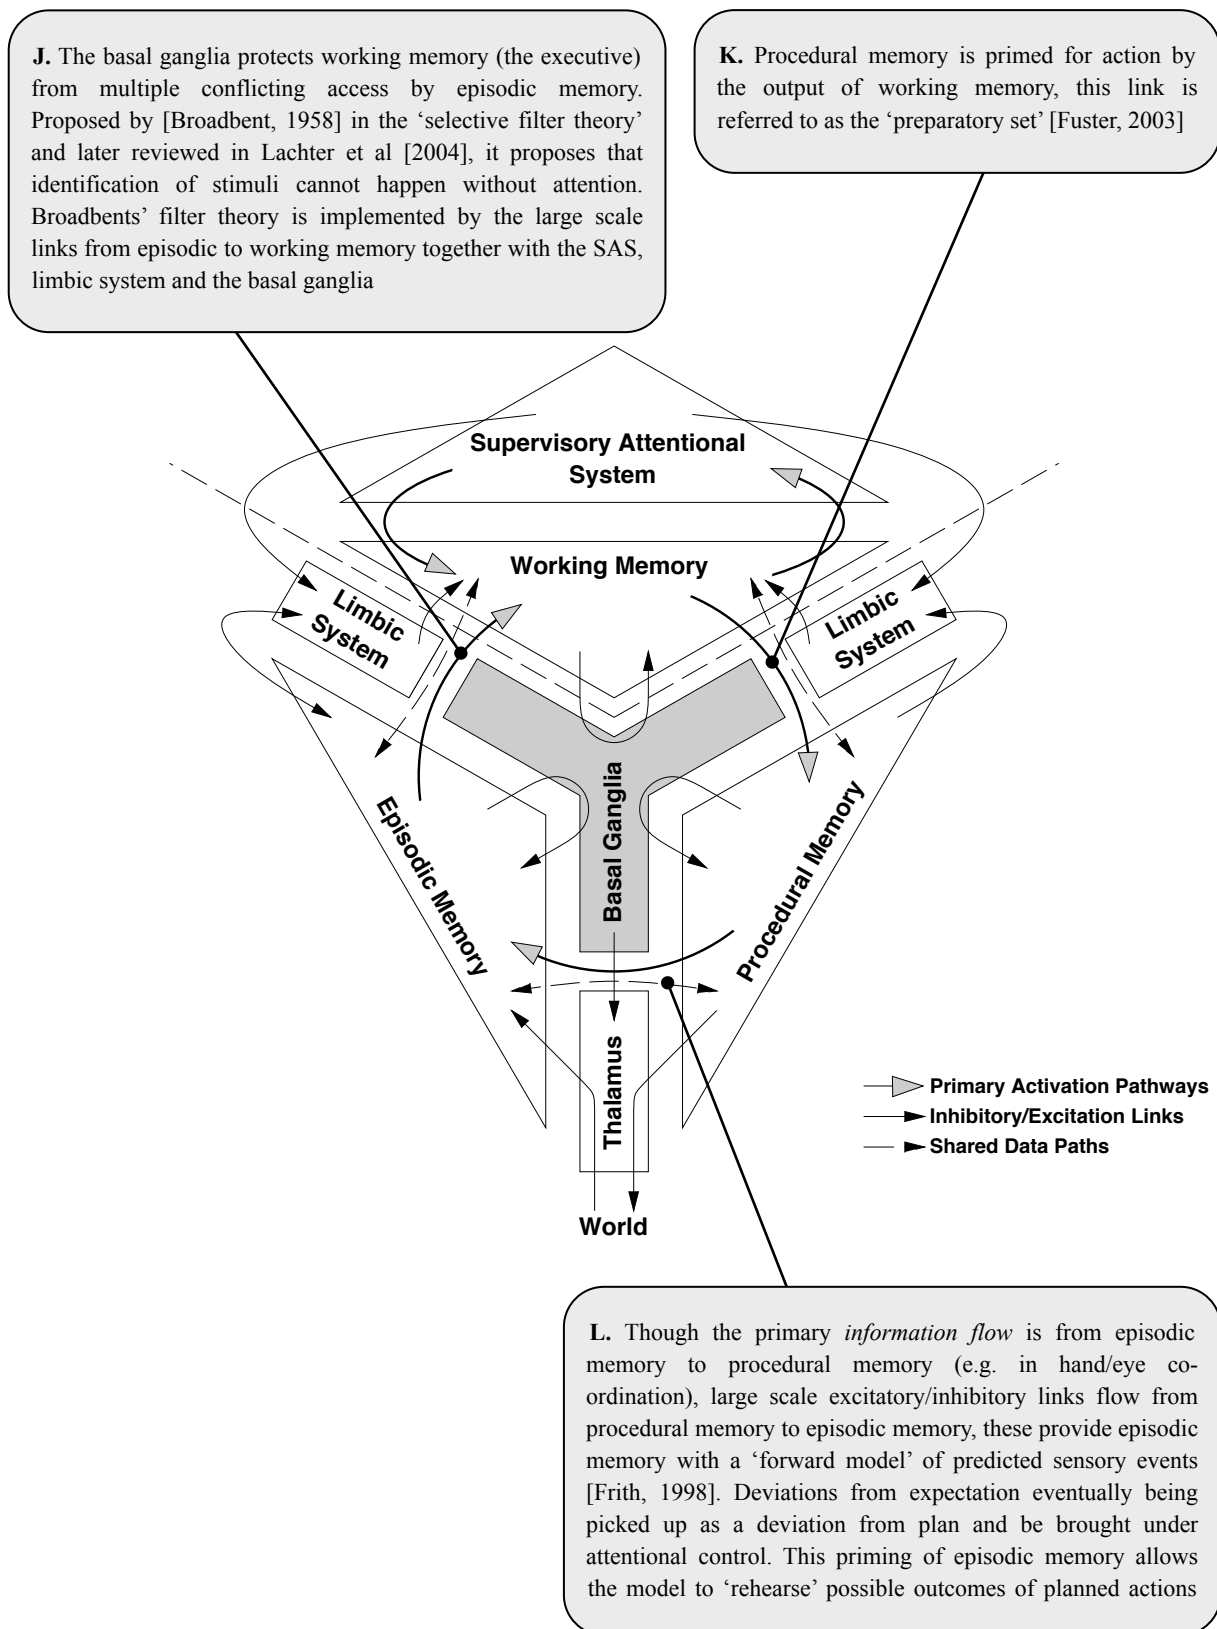 J. The basal ganglia protects working memory (the executive)
from multiple conflicting access by episodic memory.
Proposed by [Broadbent, 1958] in the ‘selective filter theory’
and later reviewed in Lachter et al [2004], it proposes that
identification of stimuli cannot happen without attention.
Broadbents’ filter theory is implemented by the large scale
links from episodic to working memory together with the SAS,
limbic system and the basal ganglia
K. Procedural memory is primed for action by
the output of working memory, this link is
referred to as the ‘preparatory set’ [Fuster, 2003]
Supervisory Attentional
System
Working Memory
Limbic
System
Limbic
System
Basal Ganglia
Episodic Memory
Procedural Memory
Thalamus
World
Primary Activation Pathways
Inhibitory/Excitation Links
Shared Data Paths
L. Though the primary information flow is from episodic
memory to procedural memory (e.g. in hand/eye co-
ordination), large scale excitatory/inhibitory links flow from
procedural memory to episodic memory, these provide episodic
memory with a ‘forward model’ of predicted sensory events
[Frith, 1998]. Deviations from expectation eventually being
picked up as a deviation from plan and be brought under
attentional control. This priming of episodic memory allows
the model to ‘rehearse’ possible outcomes of planned actions